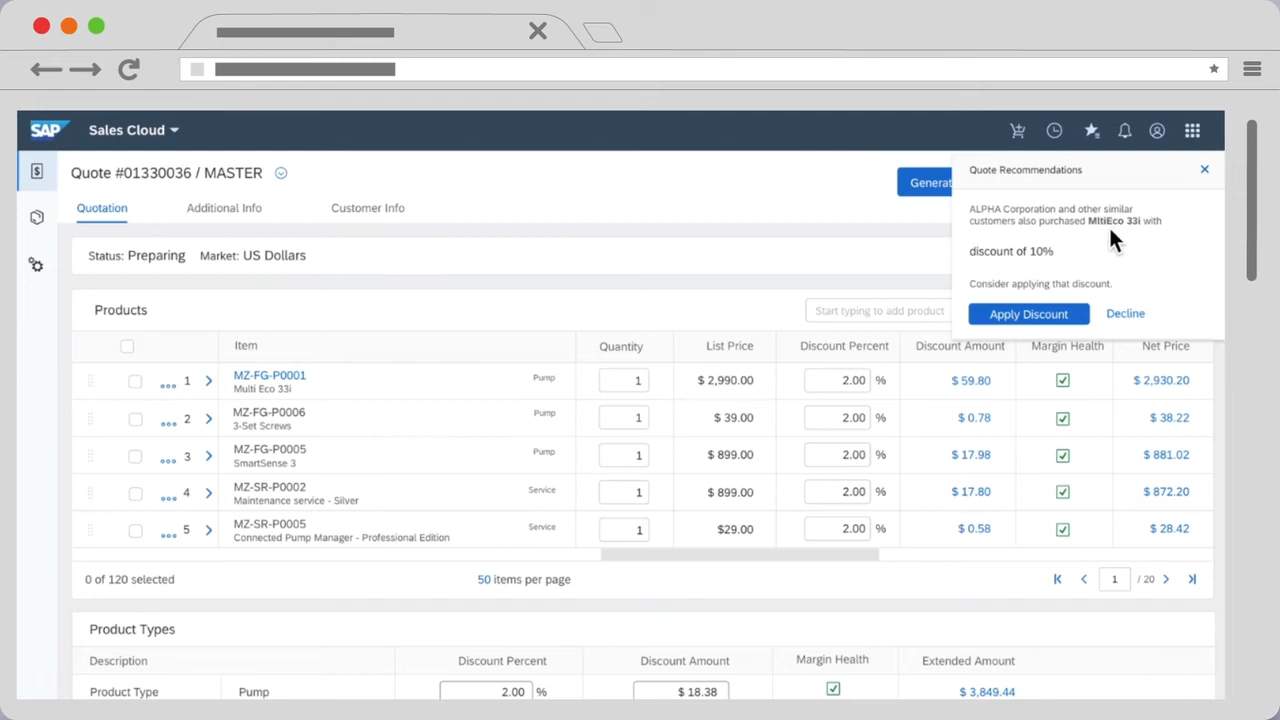 SAP Sales Cloud
Quote #01330036 / MASTER
Generat
Quotation Additional Info Customer Info
Quote Recommendations
ALPHA Corporation and other similar
customers also purchased MltiEco 33i with
discount of 10%
Consider applying that discount.
Apply Discount Decline
Status: Preparing Market: US Dollars
Products
Start typing to add product
Item Quantity List Price Discount Percent Discount Amount Margin Health Net Price
1 MZ-FG-P0001 Pump 1 $ 2,990.00 2.00 % $ 59.80 $ 2,930.20
Multi Eco 33i
2 MZ-FG-P0006 Pump 1 $ 39.00 2.00 % $ 0.78 $ 38.22
3-Set Screws
3 MZ-FG-P0005 Pump 1 $ 899.00 2.00 % $ 17.98 $ 881.02
SmartSense 3
4 MZ-SR-P0002 Service 1 $ 899.00 2.00 % $ 17.80 $ 872.20
Maintenance service - Silver
5 MZ-SR-P0005 Service 1 $29.00 2.00 % $ 0.58 $ 28.42
Connected Pump Manager - Professional Edition
0 of 120 selected 50 items per page 1 / 20
Product Types
Description Discount Percent Discount Amount Margin Health Extended Amount
Product Type Pump 2.00 % $ 18.38 $ 3,849.44